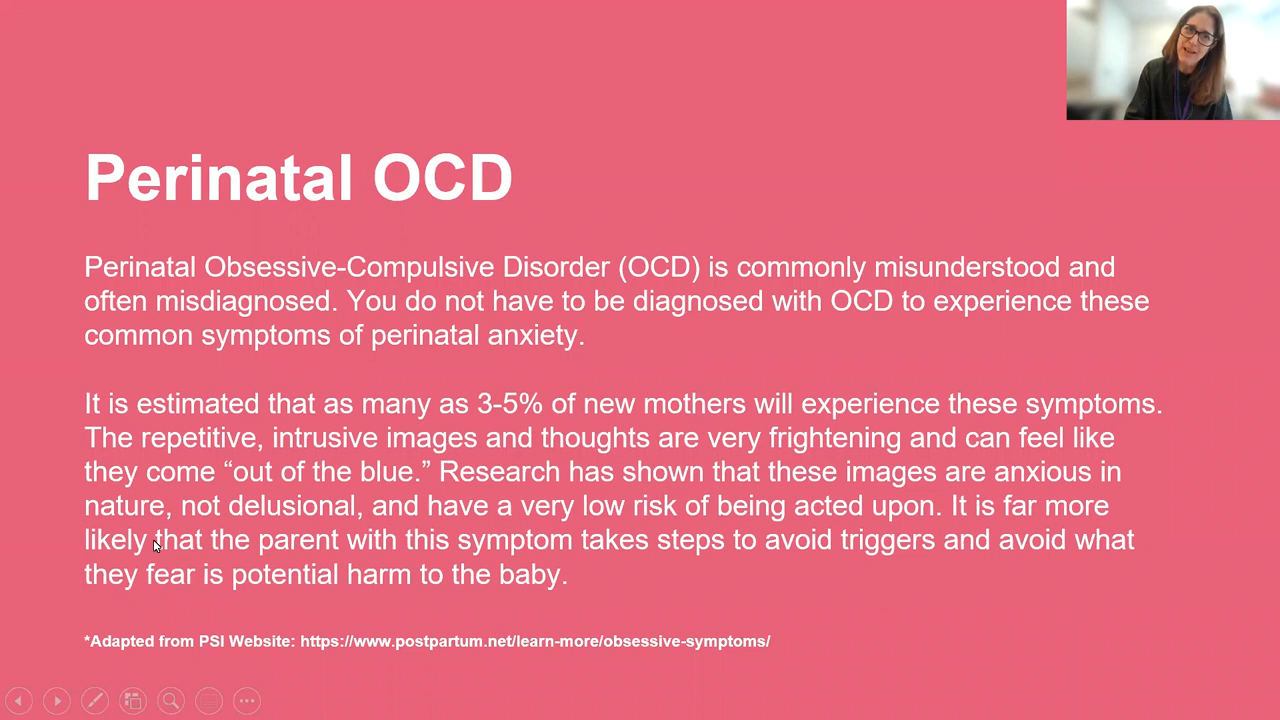 Perinatal OCD
Perinatal Obsessive-Compulsive Disorder (OCD) is commonly misunderstood and
often misdiagnosed. You do not have to be diagnosed with OCD to experience these
common symptoms of perinatal anxiety.
It is estimated that as many as 3-5% of new mothers will experience these symptoms.
The repetitive, intrusive images and thoughts are very frightening and can feel like
they come “out of the blue.” Research has shown that these images are anxious in
nature, not delusional, and have a very low risk of being acted upon. It is far more
likely that the parent with this symptom takes steps to avoid triggers and avoid what
they fear is potential harm to the baby.
*Adapted from PSI Website: https://www.postpartum.net/learn-more/obsessive-symptoms/